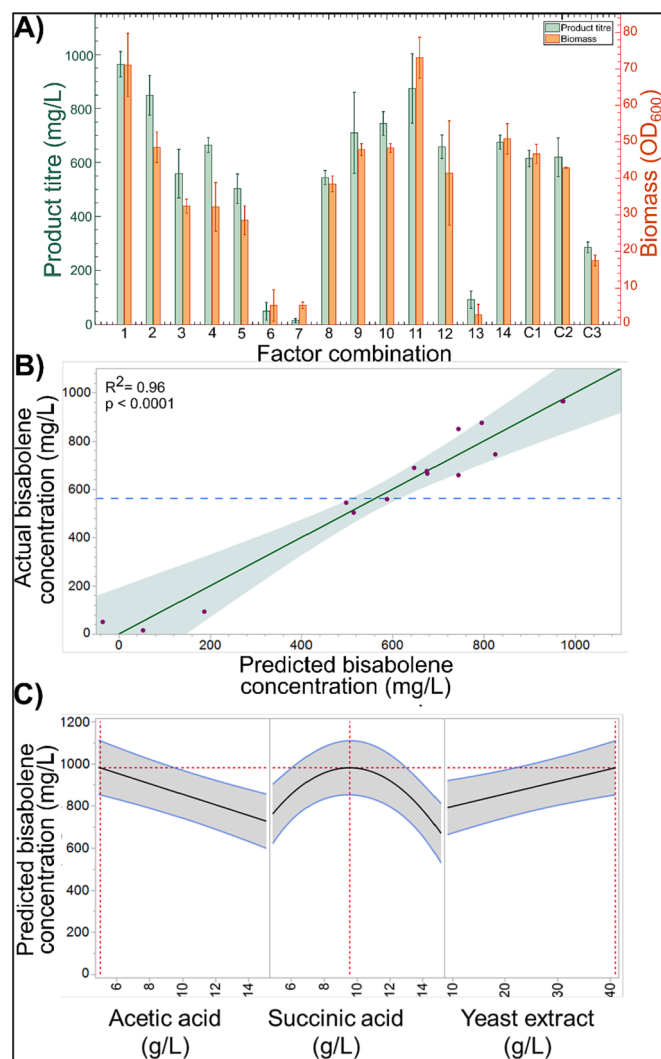 A)
Product titre
Biomass
Product titre (mg/L)
1000
800
600
400
200
0
Biomass (OD600)
80
70
60
50
40
30
20
10
0
1 2 3 4 5 6 7 8 9 10 11 12 13 14 C1 C2 C3
Factor combination
B)
R2= 0.96
p < 0.0001
Actual bisabolene
concentration (mg/L)
1000
800
600
400
200
0
0 200 400 600 800 1000
Predicted bisabolene
concentration (mg/L)
C)
Predicted bisabolene
concentration (mg/L)
1200
1000
800
600
400
200
0
6 8 10 12 14 6 8 10 12 14 10 20 30 40
Acetic acid Succinic acid Yeast extract
(g/L) (g/L) (g/L)